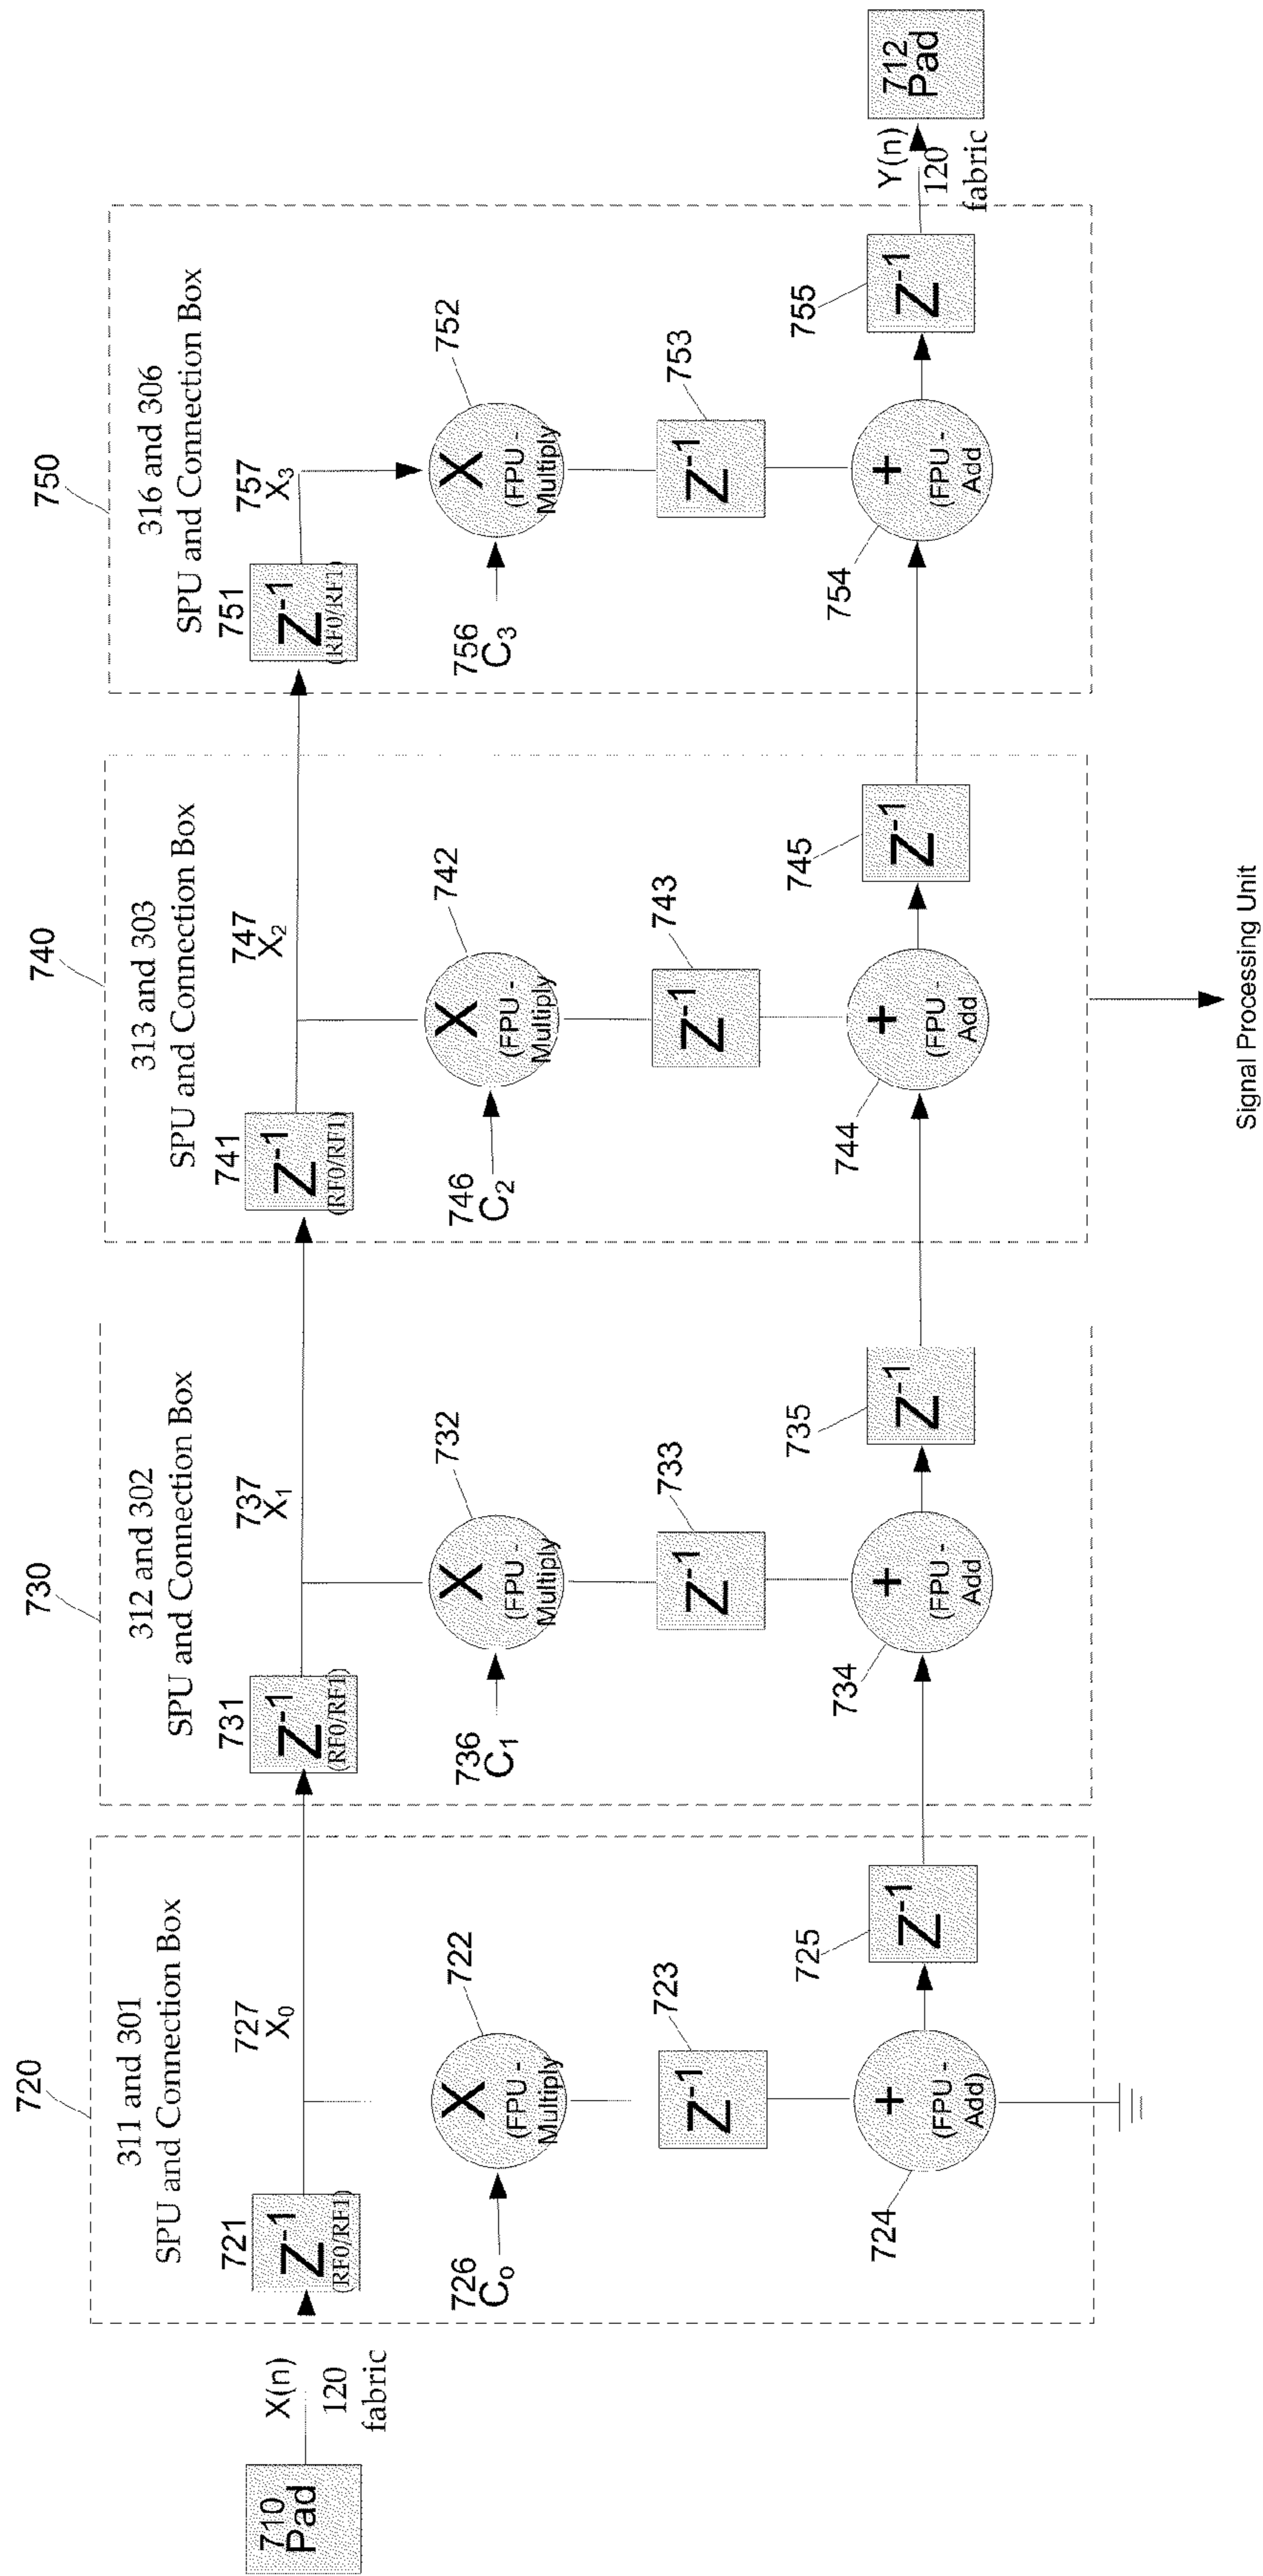 710
Pad
X(n)
120
fabric
720
311 and 301
SPU and Connection Box
721
Z-1
(RF0/RF1)
727
X0
726
Co
X
(FPU -
Multiply
722
Z-1
723
+
(FPU -
Add)
724
Z-1
725
730
312 and 302
SPU and Connection Box
731
Z-1
(RF0/RF1)
737
X1
736
C1
X
(FPU -
Multiply
732
Z-1
733
+
(FPU -
Add
734
Z-1
735
740
313 and 303
SPU and Connection Box
741
Z-1
(RF0/RF1)
747
X2
746
C2
X
(FPU -
Multiply
742
Z-1
743
+
(FPU -
Add
744
Z-1
745
Signal Processing Unit
750
316 and 306
SPU and Connection Box
751
Z-1
(RF0/RF1)
757
X3
756
C3
X
(FPU -
Multiply
752
Z-1
753
+
(FPU -
Add
754
Z-1
755
Y(n)
120
fabric
712
Pad